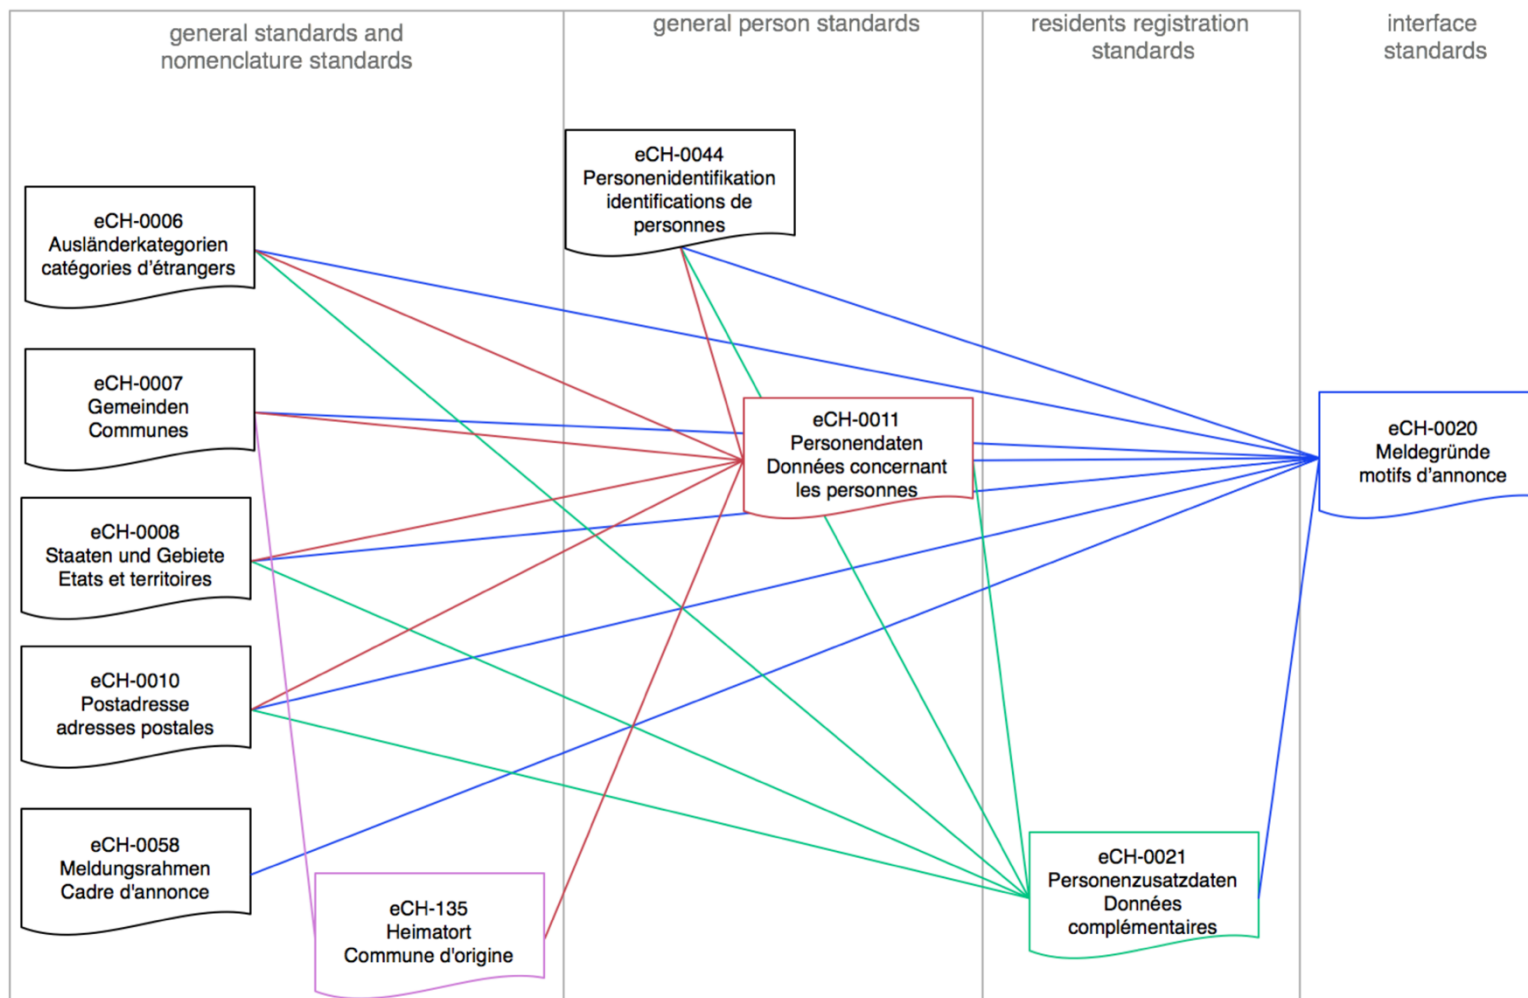 general standards and
nomenclature standards
general person standards
residents registration
standards
interface
standards
eCH-0044
Personenidentifikation
identifications de
personnes
eCH-0006
Ausländerkategorien
catégories d'étrangers
eCH-0007
Gemeinden
Communes
eCH-0011
Personendaten
Données concernant
les personnes
eCH-0020
Meldegründe
motifs d'annonce
eCH-0008
Staaten und Gebiete
Etats et territoires
eCH-0010
Postadresse
adresses postales
eCH-0058
Meldungsrahmen
Cadre d'annonce
eCH-135
Heimatort
Commune d'origine
eCH-0021
Personenzusatzdaten
Données
complémentaires